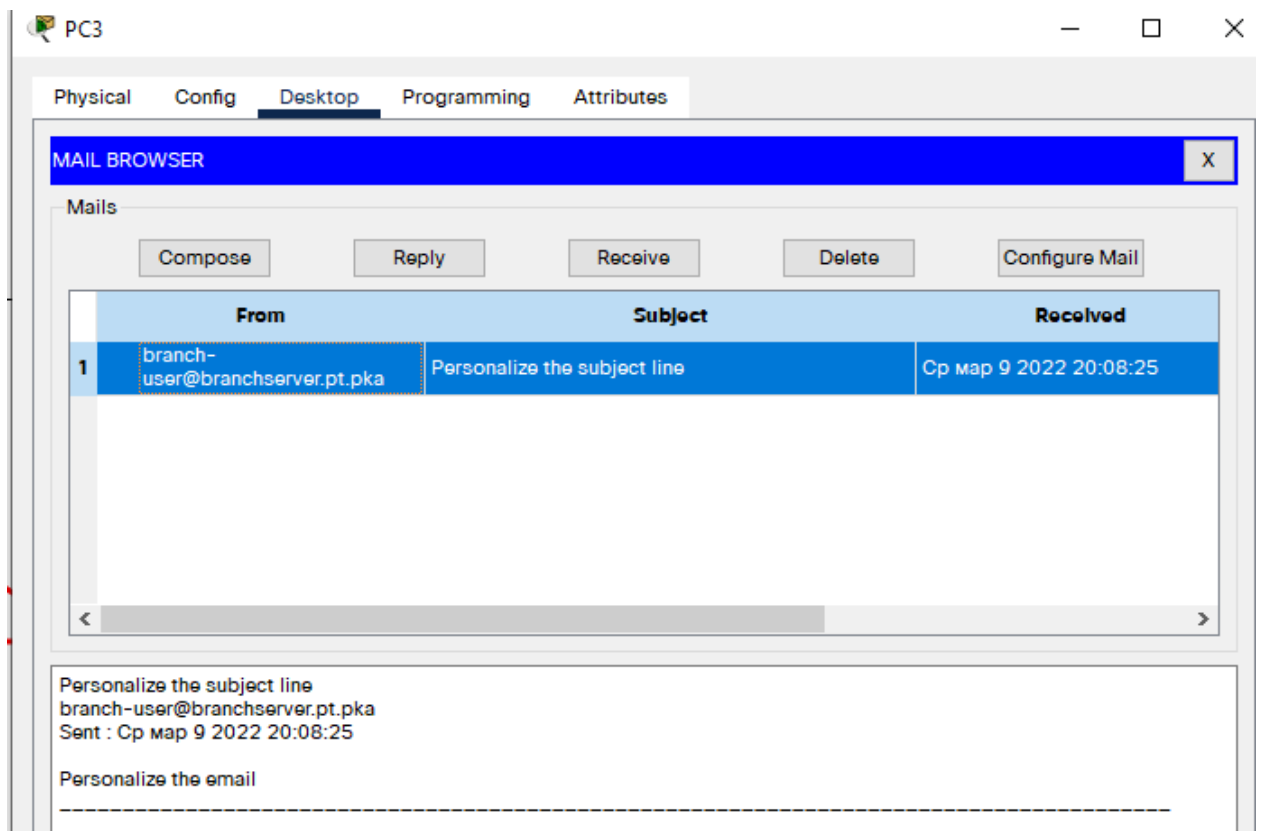 PC3
Physical Config Desktop Programming Attributes
MAIL BROWSER X
Mails
Compose Reply Receive Delete Configure Mail
From Subject Received
1 branch-
user@branchserver.pt.pka Personalize the subject line Ср мар 9 2022 20:08:25
Personalize the subject line
branch-user@branchserver.pt.pka
Sent : Ср мар 9 2022 20:08:25
Personalize the email